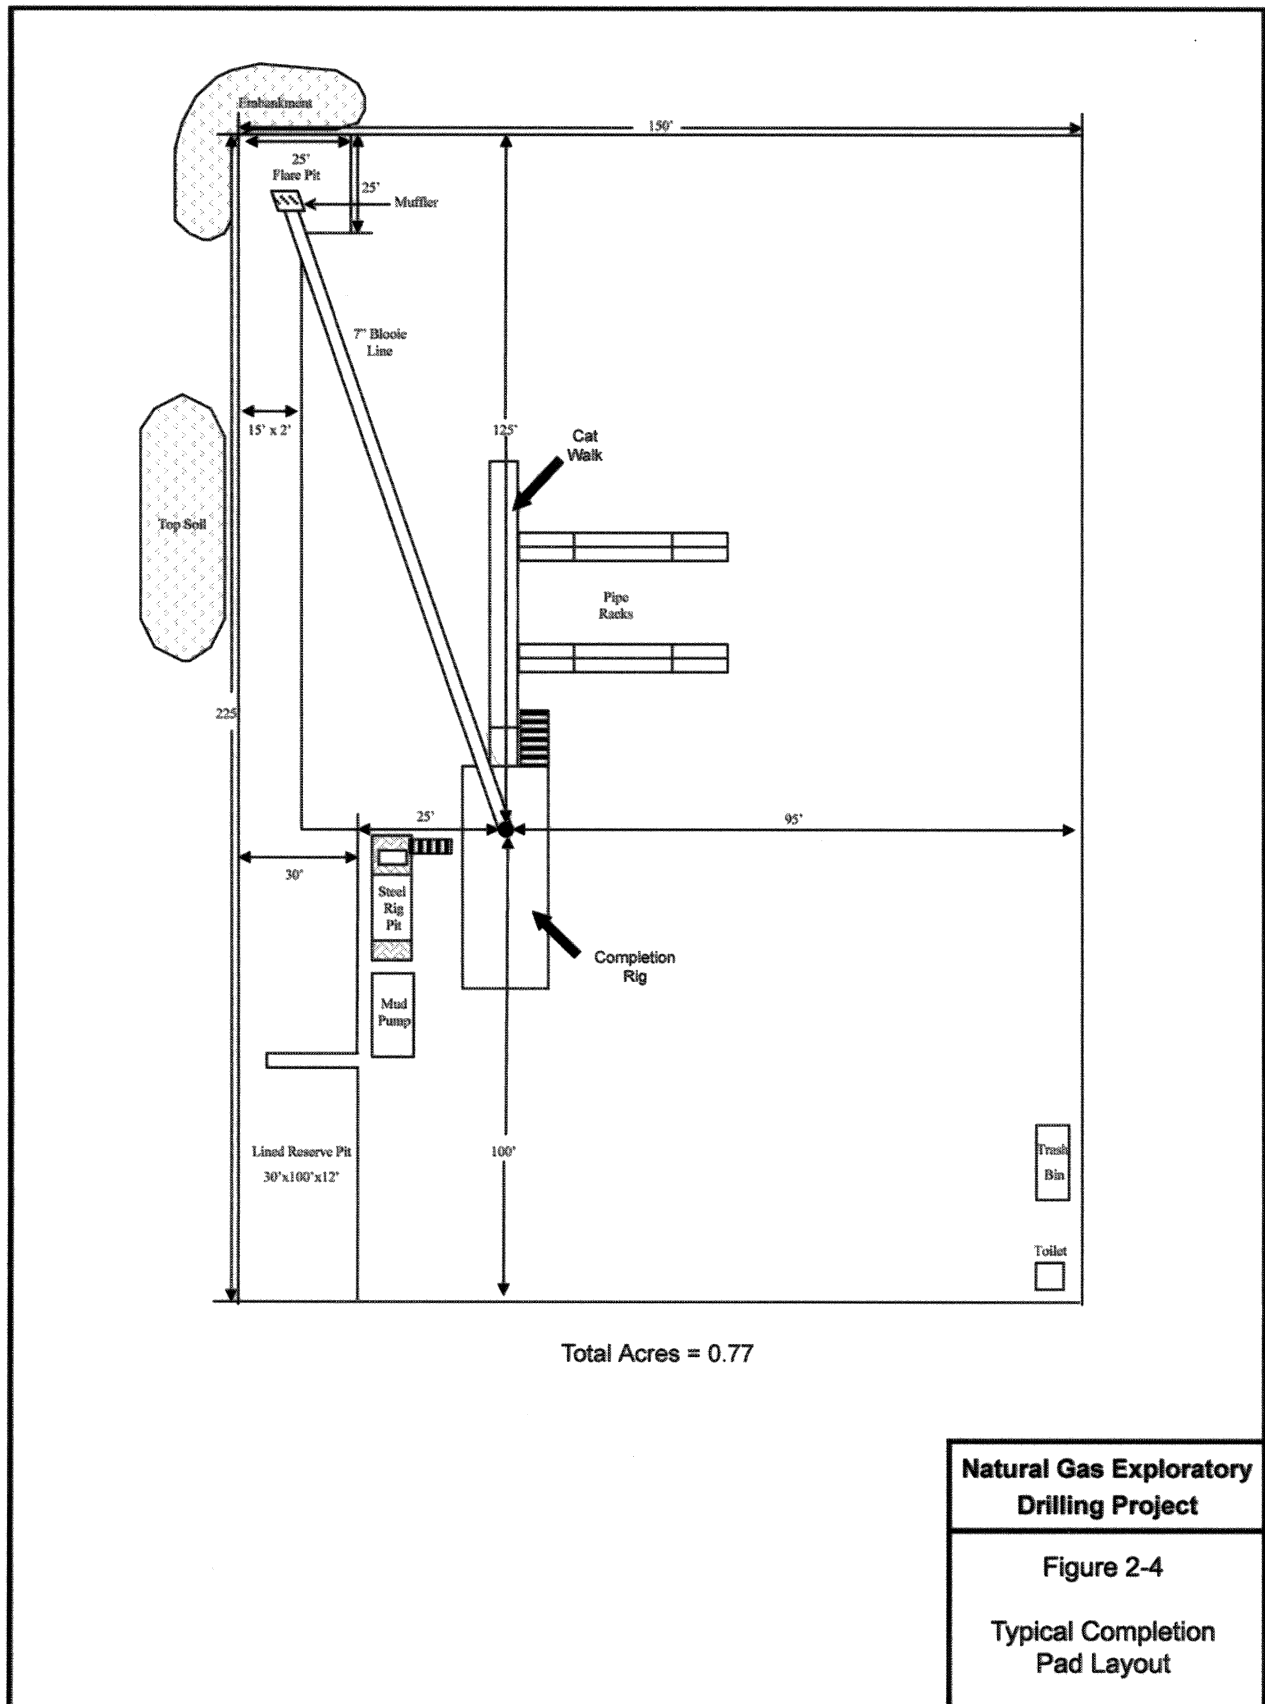 Embankment
150'
25'
Flare Pit
25'
Muffler
7" Blooie
Line
15' x 2'
125'
Cat
Walk
Top Soil
Pipe
Racks
225'
25'
95'
30'
Steel
Rig
Pit
Completion
Rig
Mud
Pump
Lined Reserve Pit
30'x100'x12'
100'
Trash
Bin
Toilet
Total Acres = 0.77
Natural Gas Exploratory
Drilling Project
Figure 2-4
Typical Completion
Pad Layout